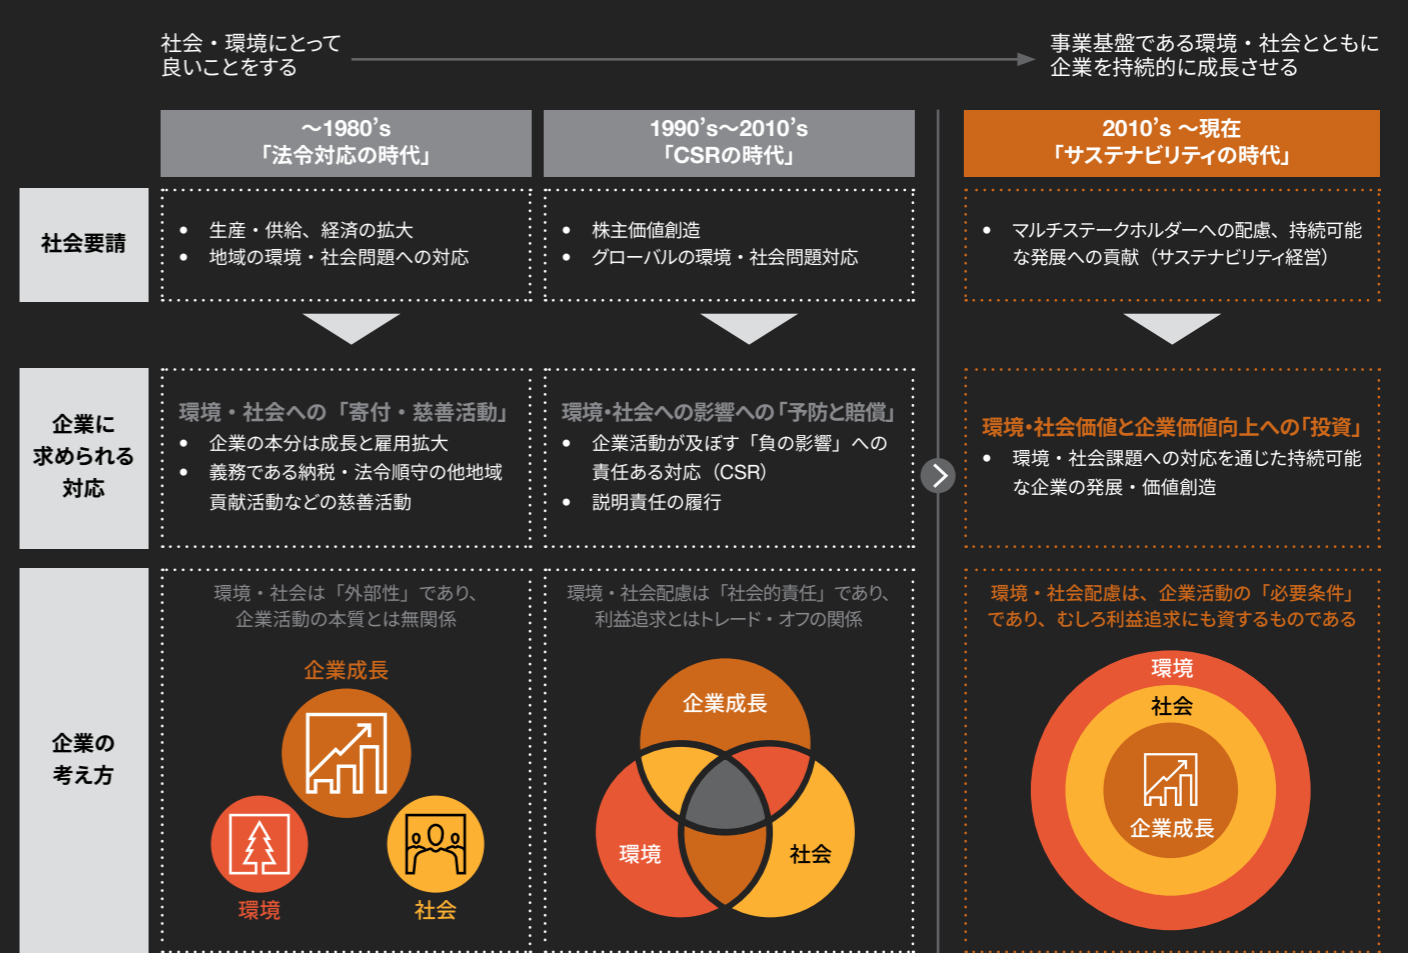 社会・環境にとって
良いことをする
事業基盤である環境・社会とともに
企業を持続的に成長させる
～1980’s
「法令対応の時代」
1990’s～2010’s
「CSRの時代」
2010’s ～現在
「サステナビリティの時代」
社会要請
• 生産・供給、経済の拡大
• 地域の環境・社会問題への対応
• 株主価値創造
• グローバルの環境・社会問題対応
• マルチステークホルダーへの配慮、持続可能
な発展への貢献（サステナビリティ経営）
企業に
求められる
対応
環境・社会への「寄付・慈善活動」
• 企業の本分は成長と雇用拡大
• 義務である納税・法令順守の他地域
貢献活動などの慈善活動
環境・社会への影響への「予防と賠償」
• 企業活動が及ぼす「負の影響」への
責任ある対応（CSR）
• 説明責任の履行
環境・社会価値と企業価値向上への「投資」
• 環境・社会課題への対応を通じた持続可能
な企業の発展・価値創造
企業の
考え方
環境・社会は「外部性」であり、
企業活動の本質とは無関係
企業成長
環境
社会
環境・社会配慮は「社会的責任」であり、
利益追求とはトレード・オフの関係
企業成長
環境
社会
環境・社会配慮は、企業活動の「必要条件」
であり、むしろ利益追求にも資するものである
環境
社会
企業成長